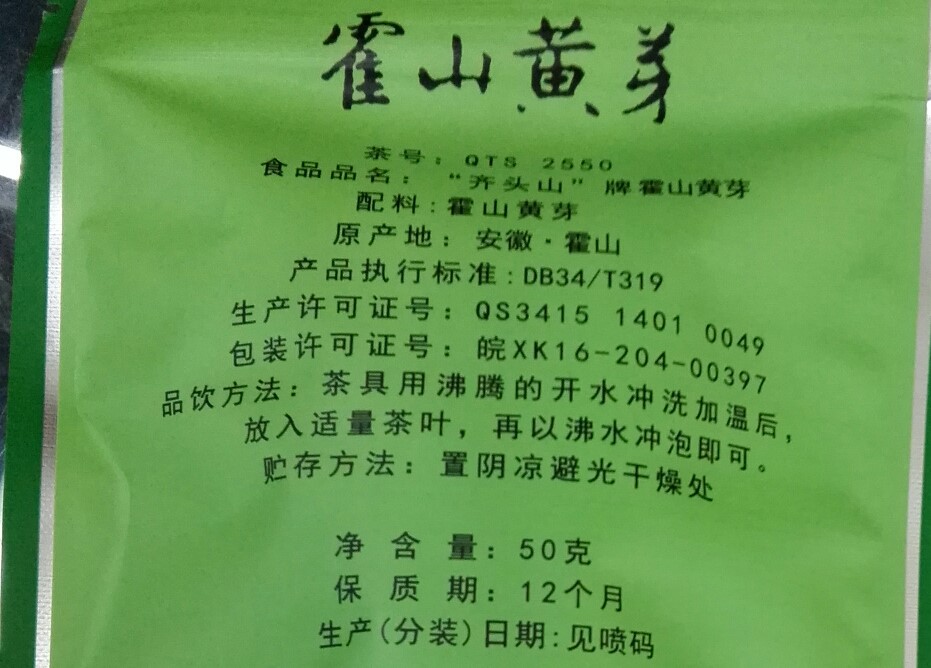 霍山黄芽
茶号：QTS 2550
食品品名：“齐头山”牌霍山黄芽
配料：霍山黄芽
原产地：安徽·霍山
产品执行标准：DB34/T319
生产许可证号：QS3415 1401 0049
包装许可证号：皖XK16-204-00397
品饮方法：茶具用沸腾的开水冲洗加温后，
放入适量茶叶，再以沸水冲泡即可。
贮存方法：置阴凉避光干燥处
净含量：50克
保质期：12个月
生产(分装)日期：见喷码